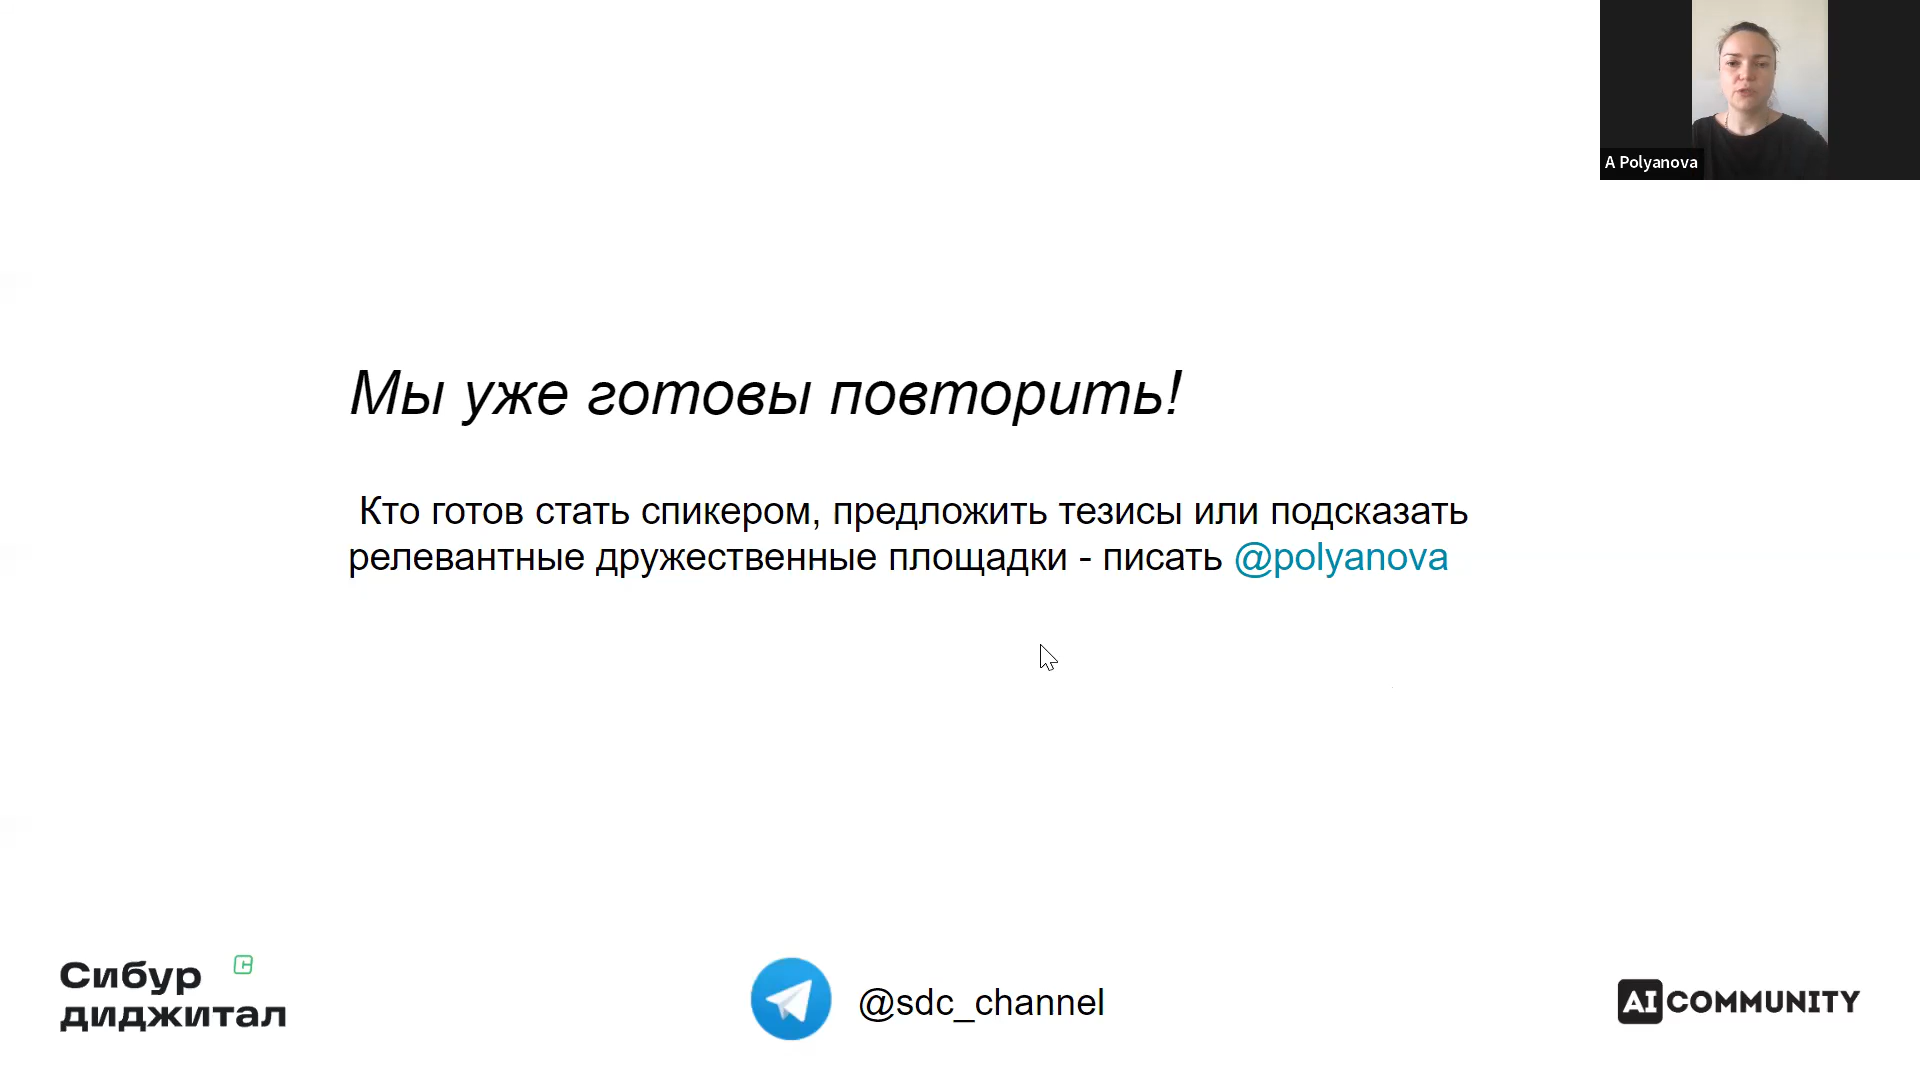 A Polyanova
Мы уже готовы повторить!
Кто готов стать спикером, предложить тезисы или подсказать
релевантные дружественные площадки - писать @polyanova
Сибур
диджитал
@sdc_channel
AI COMMUNITY